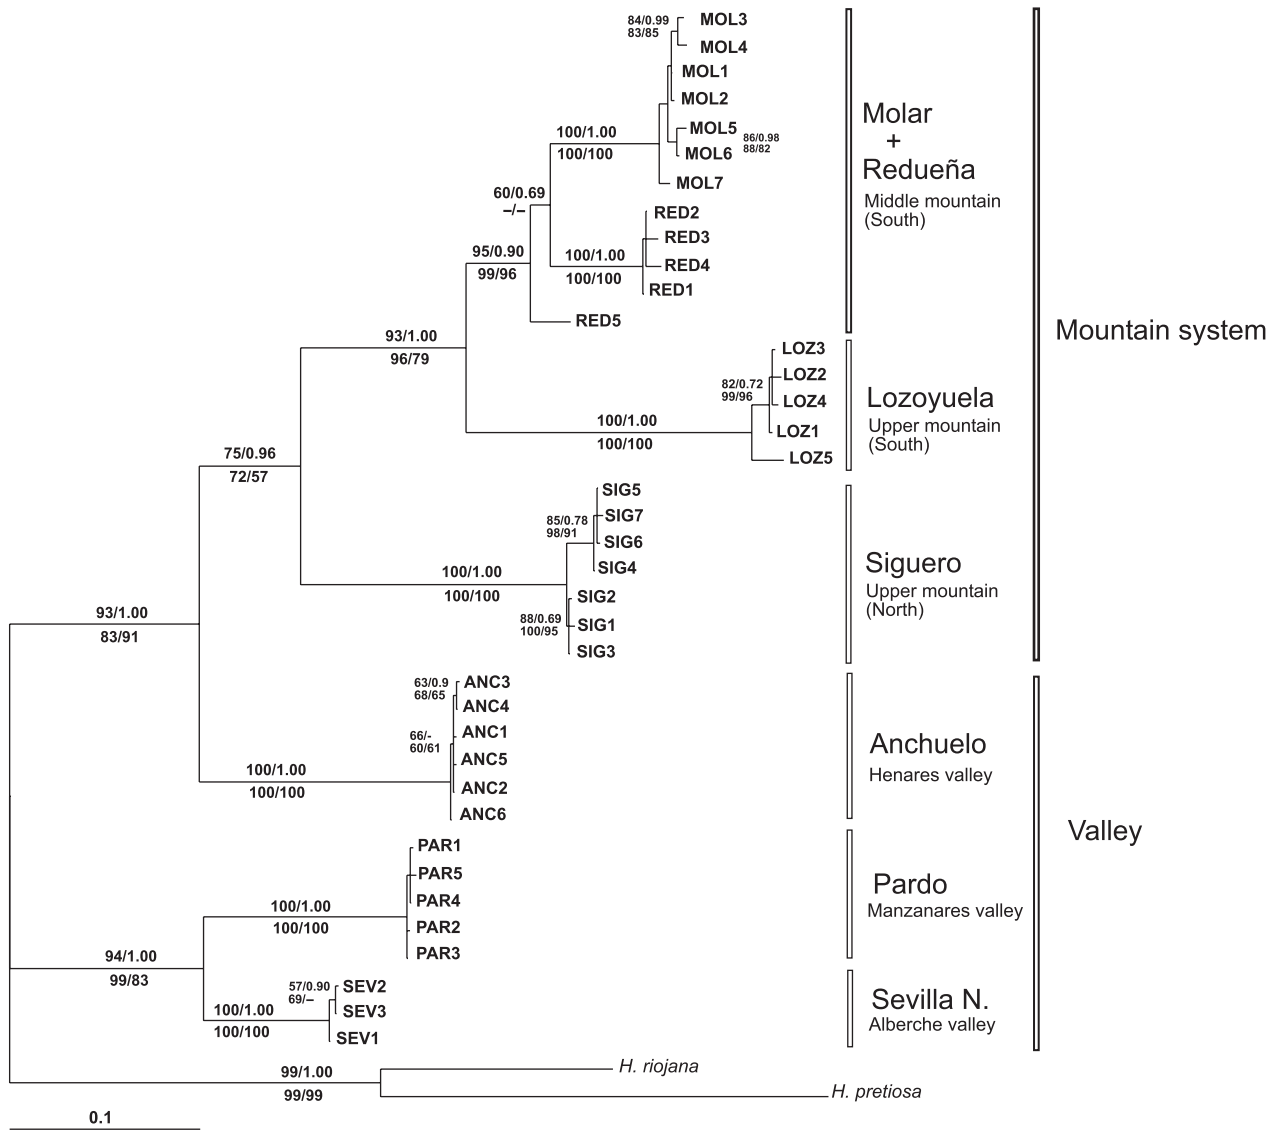 84/0.99
83/85
MOL3
MOL4
MOL1
MOL2
MOL5
86/0.98
88/82
MOL6
MOL7
100/1.00
100/100
60/0.69
–/–
RED2
RED3
RED4
RED1
100/1.00
100/100
95/0.90
99/96
RED5
93/1.00
96/79
LOZ3
LOZ2
82/0.72
99/96
LOZ4
LOZ1
LOZ5
100/1.00
100/100
75/0.96
72/57
SIG5
SIG7
85/0.78
98/91
SIG6
SIG4
100/1.00
100/100
SIG2
88/0.69
100/95
SIG1
SIG3
93/1.00
83/91
63/0.9
68/65
ANC3
ANC4
66/-
60/61
ANC1
ANC5
ANC2
ANC6
100/1.00
100/100
PAR1
PAR5
PAR4
PAR2
PAR3
100/1.00
100/100
94/1.00
99/83
57/0.90
69/–
SEV2
SEV3
SEV1
100/1.00
100/100
H. riojana
H. pretiosa
99/1.00
99/99
0.1
Molar
+
Redueña
Middle mountain
(South)
Lozoyuela
Upper mountain
(South)
Siguero
Upper mountain
(North)
Anchuelo
Henares valley
Pardo
Manzanares valley
Sevilla N.
Alberche valley
Mountain system
Valley